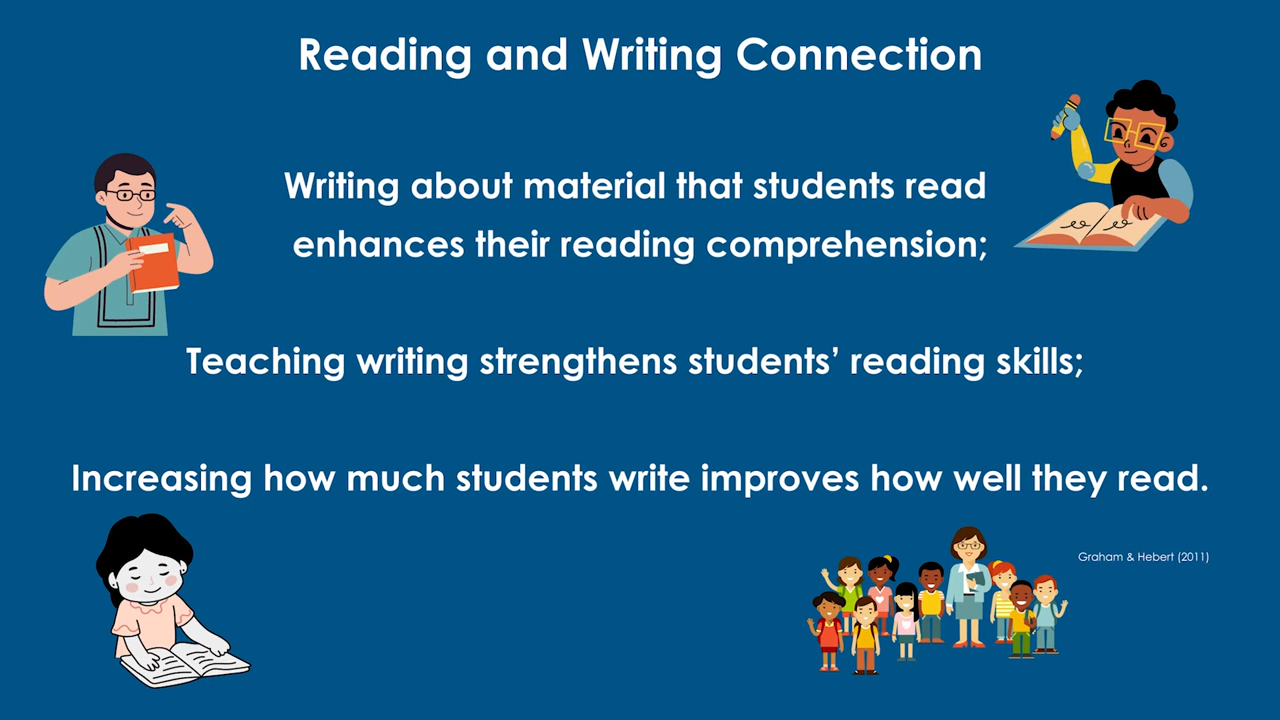 Reading and Writing Connection
Writing about material that students read
enhances their reading comprehension;
Teaching writing strengthens students’ reading skills;
Increasing how much students write improves how well they read.
Graham & Hebert (2011)